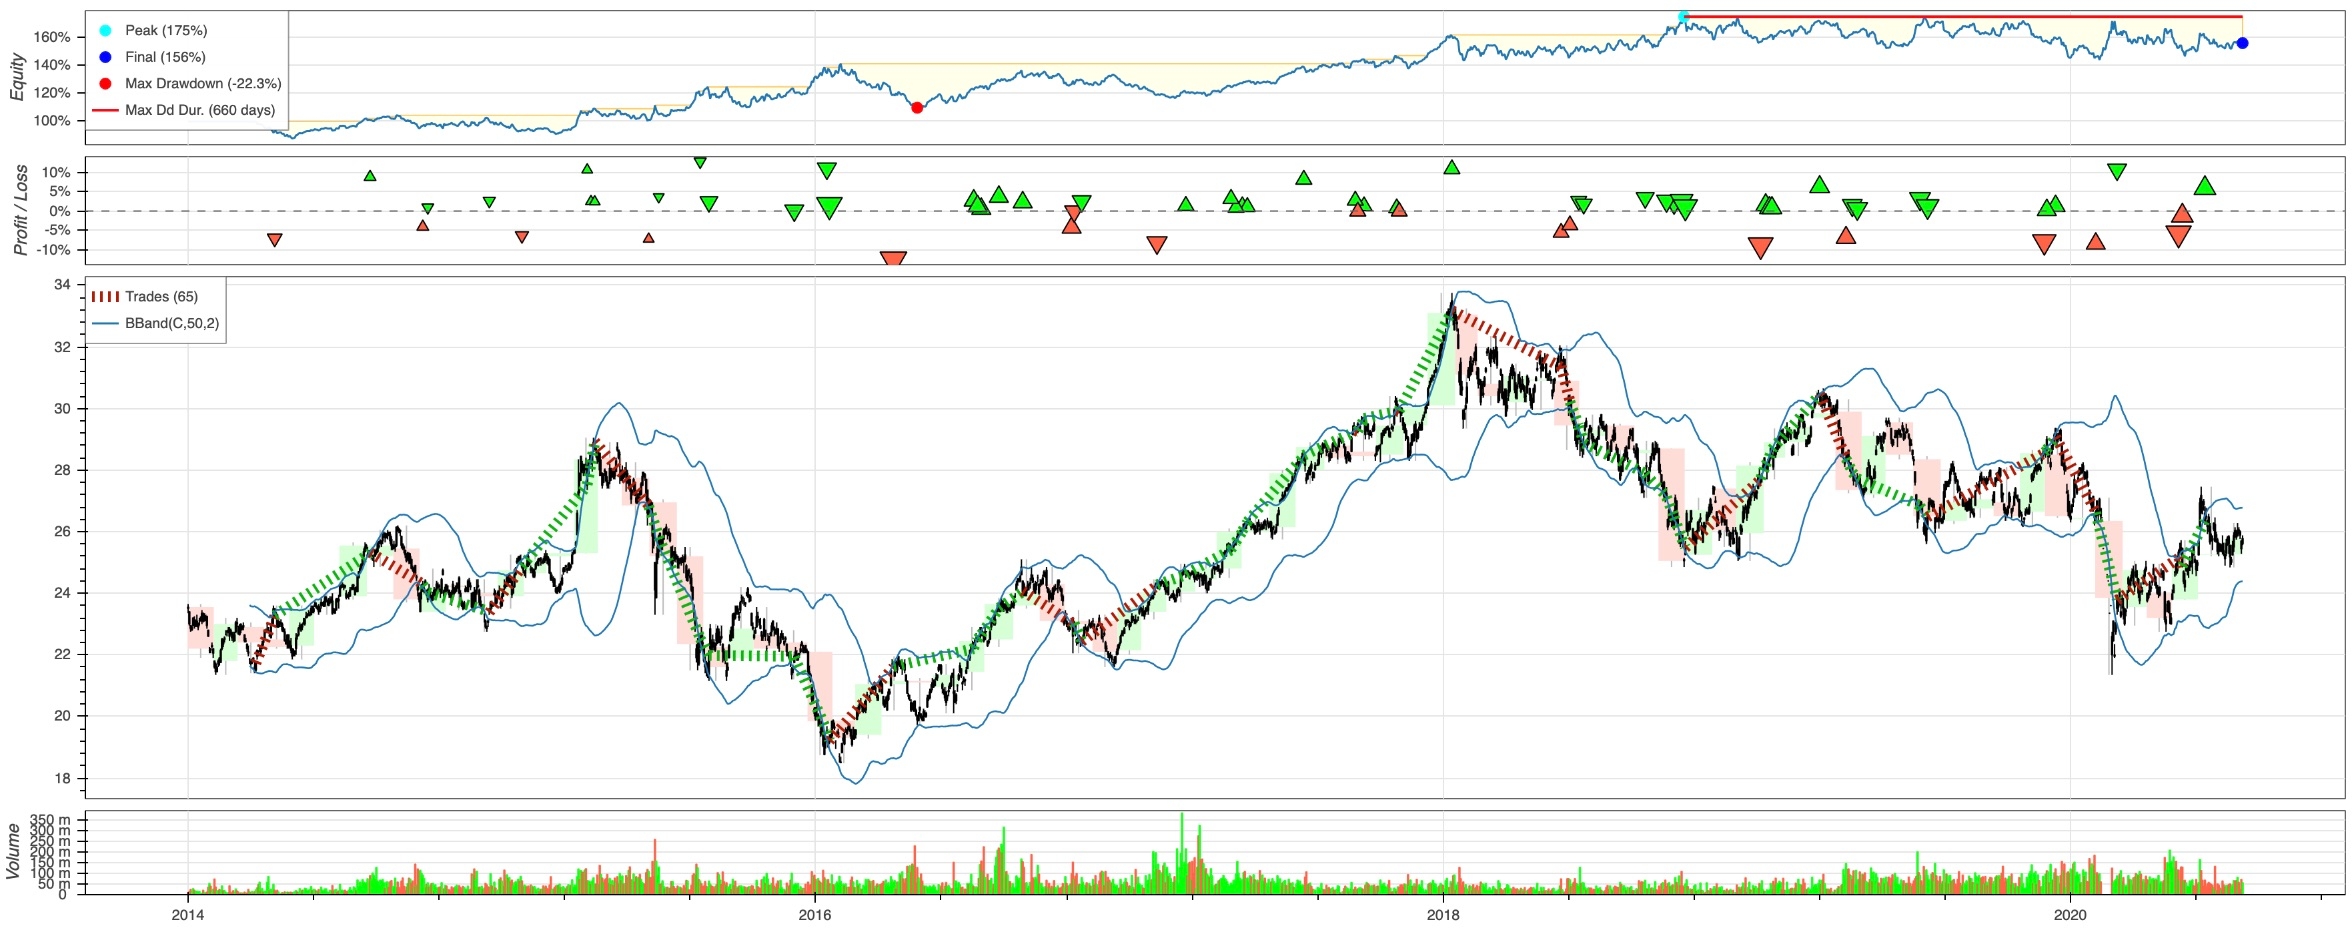 Peak (175%)
Final (156%)
Max Drawdown (-22.3%)
Max Dd Dur. (660 days)
Equity
160%
140%
120%
100%
Profit / Loss
10%
5%
0%
-5%
-10%
Trades (65)
BBand(C,50,2)
34
32
30
28
26
24
22
20
18
Volume
350 m
300 m
250 m
200 m
150 m
100 m
50 m
0
2014 2016 2018 2020